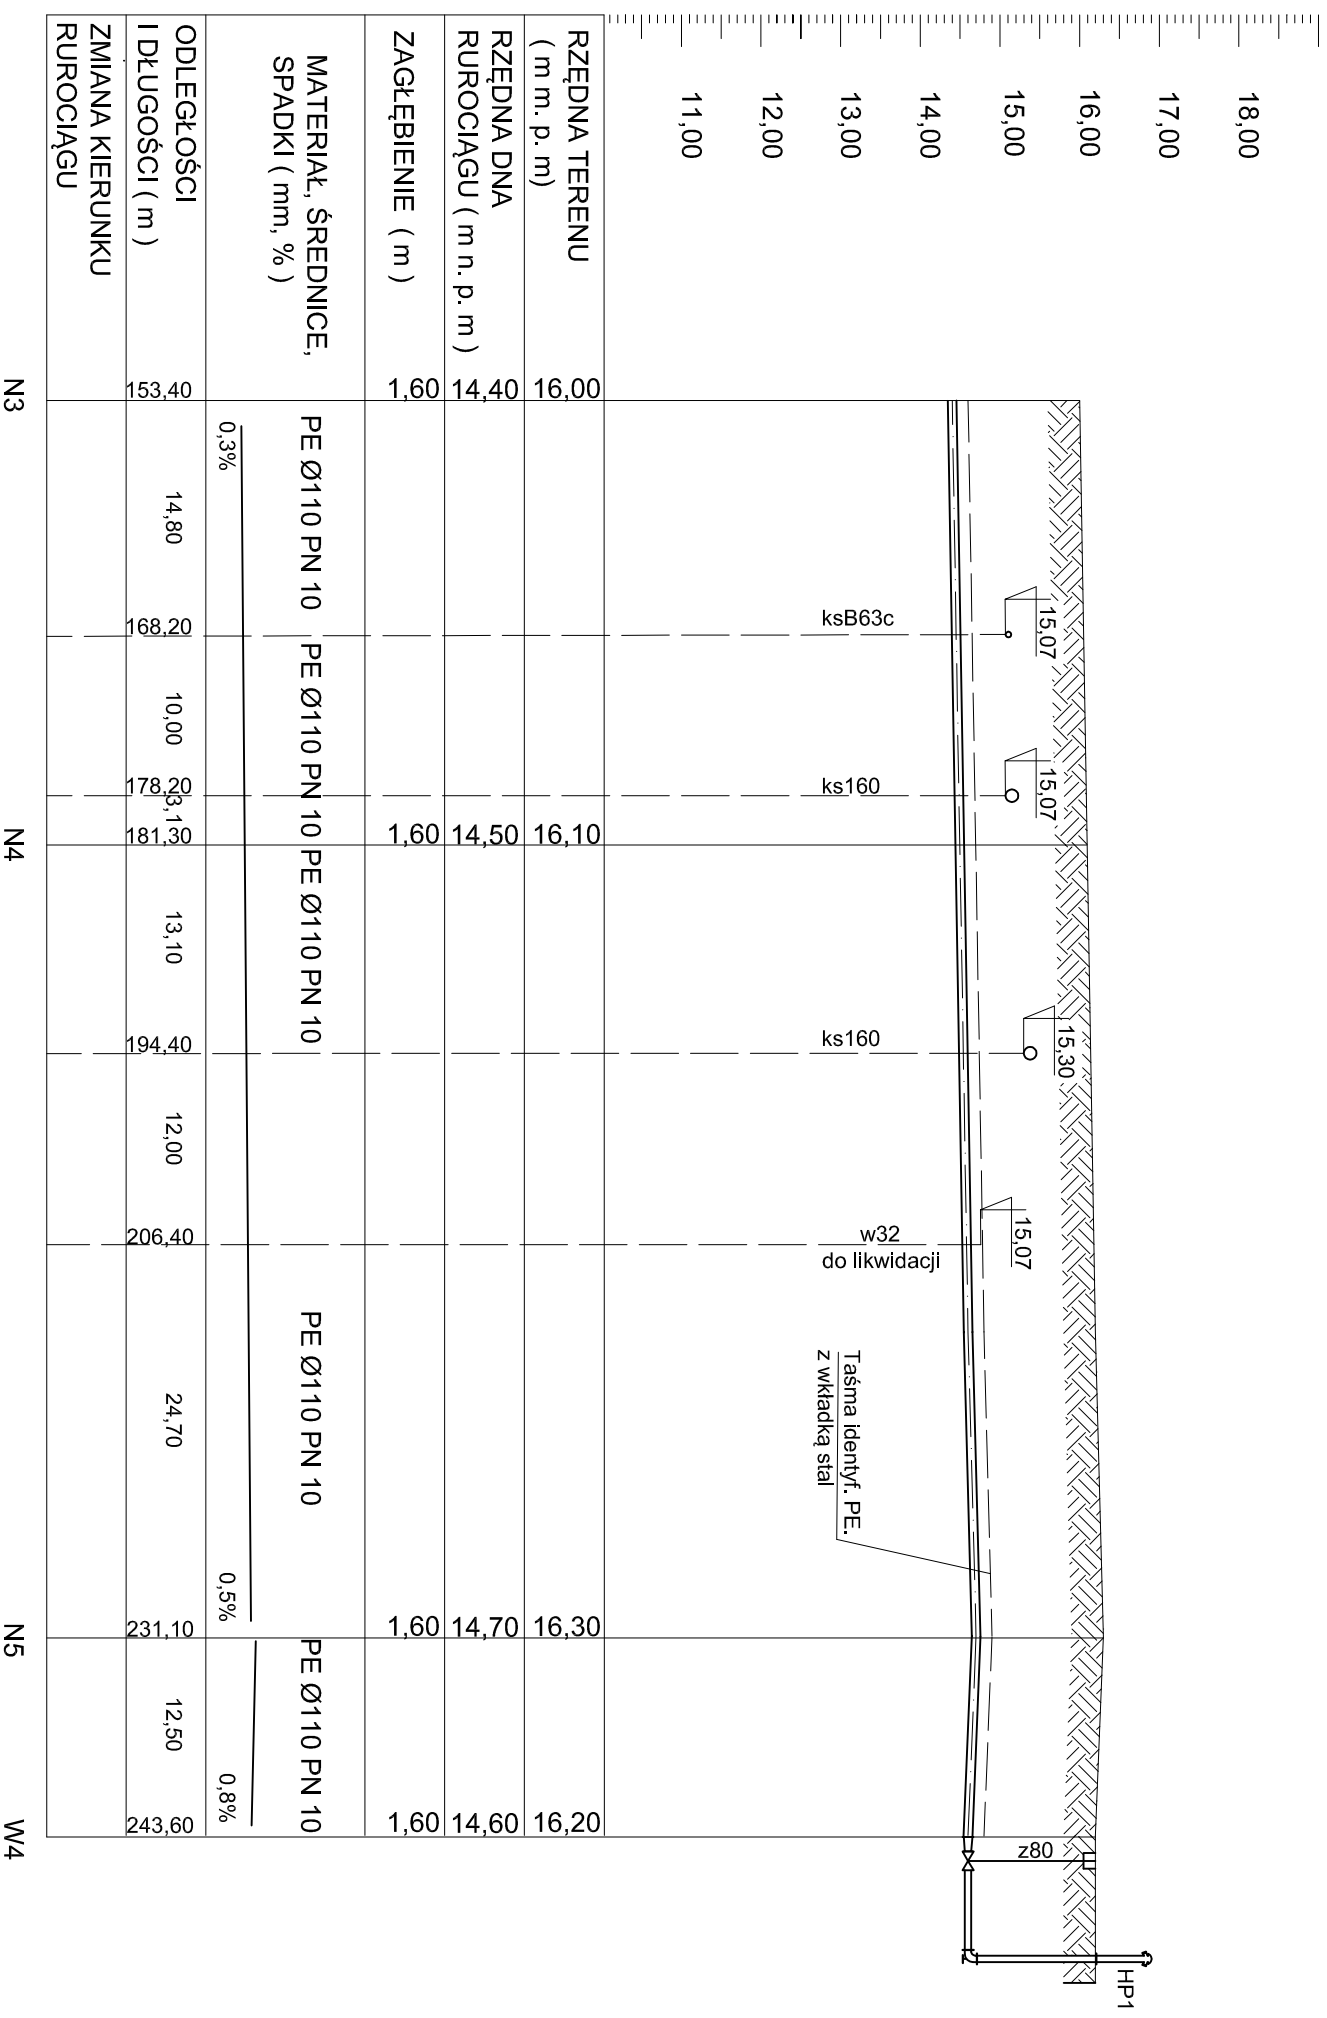 18,00
17,00
16,00
15,00
14,00
13,00
12,00
11,00
RZĘDNA TERENU
( m m. p. m)
RZĘDNA DNA
RUROCIĄGU ( m n. p. m )
ZAGŁĘBIENIE ( m )
MATERIAŁ, ŚREDNICE,
SPADKI ( mm, % )
ODLEGŁOŚCI
I DŁUGOŚCI ( m )
ZMIANA KIERUNKU
RUROCIĄGU
15,07
15,07
15,30
15,07
ksB63c
ks160
ks160
w32
do likwidacji
Taśma identyf. PE.
z wkładką stal
z80
HP1
16,00
16,10
16,30
16,20
14,40
14,50
14,70
14,60
1,60
1,60
1,60
1,60
PE Ø110 PN 10
PE Ø110 PN 10
PE Ø110 PN 10
PE Ø110 PN 10
PE Ø110 PN 10
0,3%
0,5%
0,8%
153,40
168,20
178,20
181,30
194,40
206,40
231,10
243,60
14,80
10,00
13,10
12,00
24,70
12,50
N3
N4
N5
W4